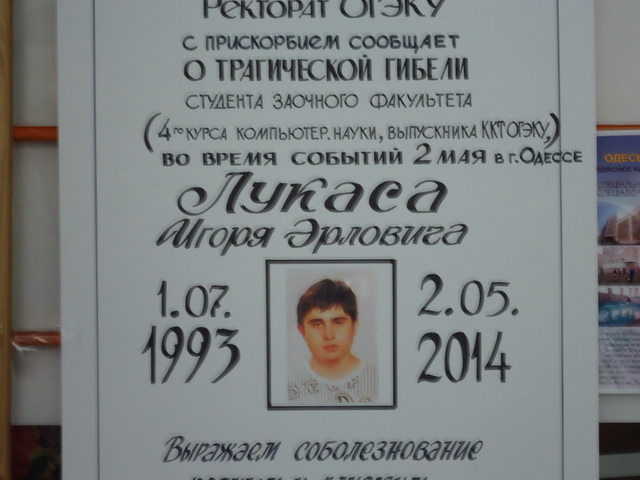 Ректорат ОГЭКУ
с прискорбием сообщает
о трагической гибели
студента заочного факультета
(4го курса компьютер. науки, выпускника ККТ ОГЭКУ,)
во время событий 2 мая в г. Одессе
Лукаса
Игоря Эрловича
1.07.
1993
2.05.
2014
Выражаем соболезнование